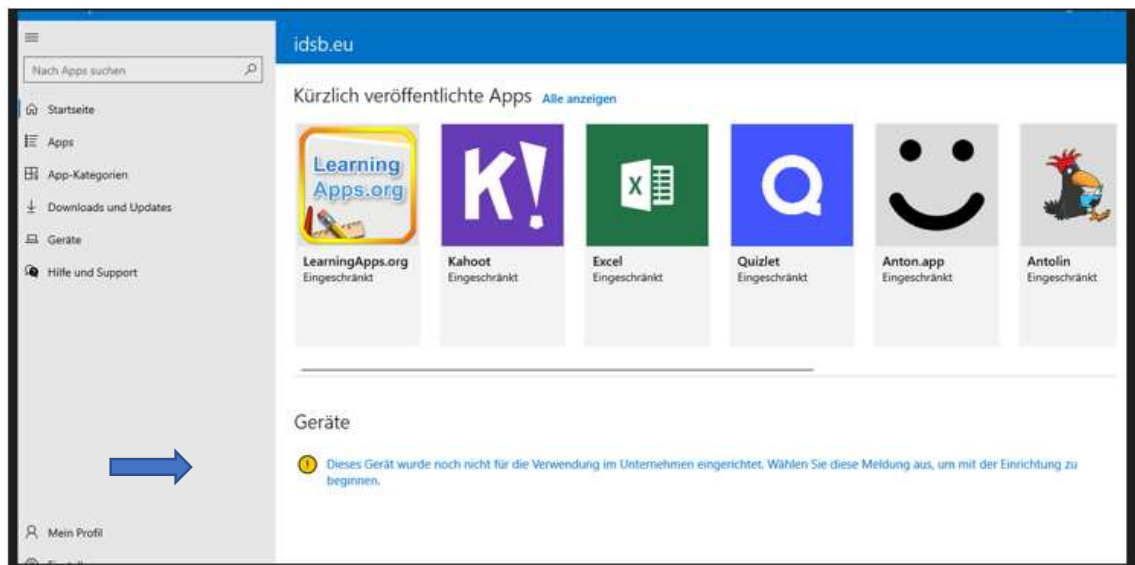 idsb.eu
Nach Apps suchen
Startseite
Apps
App-Kategorien
Downloads und Updates
Geräte
Hilfe und Support
Mein Profil
Kürzlich veröffentlichte Apps Alle anzeigen
Learning
Apps.org
K!
X
Q
LearningApps.org
Eingeschränkt
Kahoot
Eingeschränkt
Excel
Eingeschränkt
Quizlet
Eingeschränkt
Anton.app
Eingeschränkt
Antolin
Eingeschränkt
Geräte
Dieses Gerät wurde noch nicht für die Verwendung im Unternehmen eingerichtet. Wählen Sie diese Meldung aus, um mit der Einrichtung zu
beginnen.